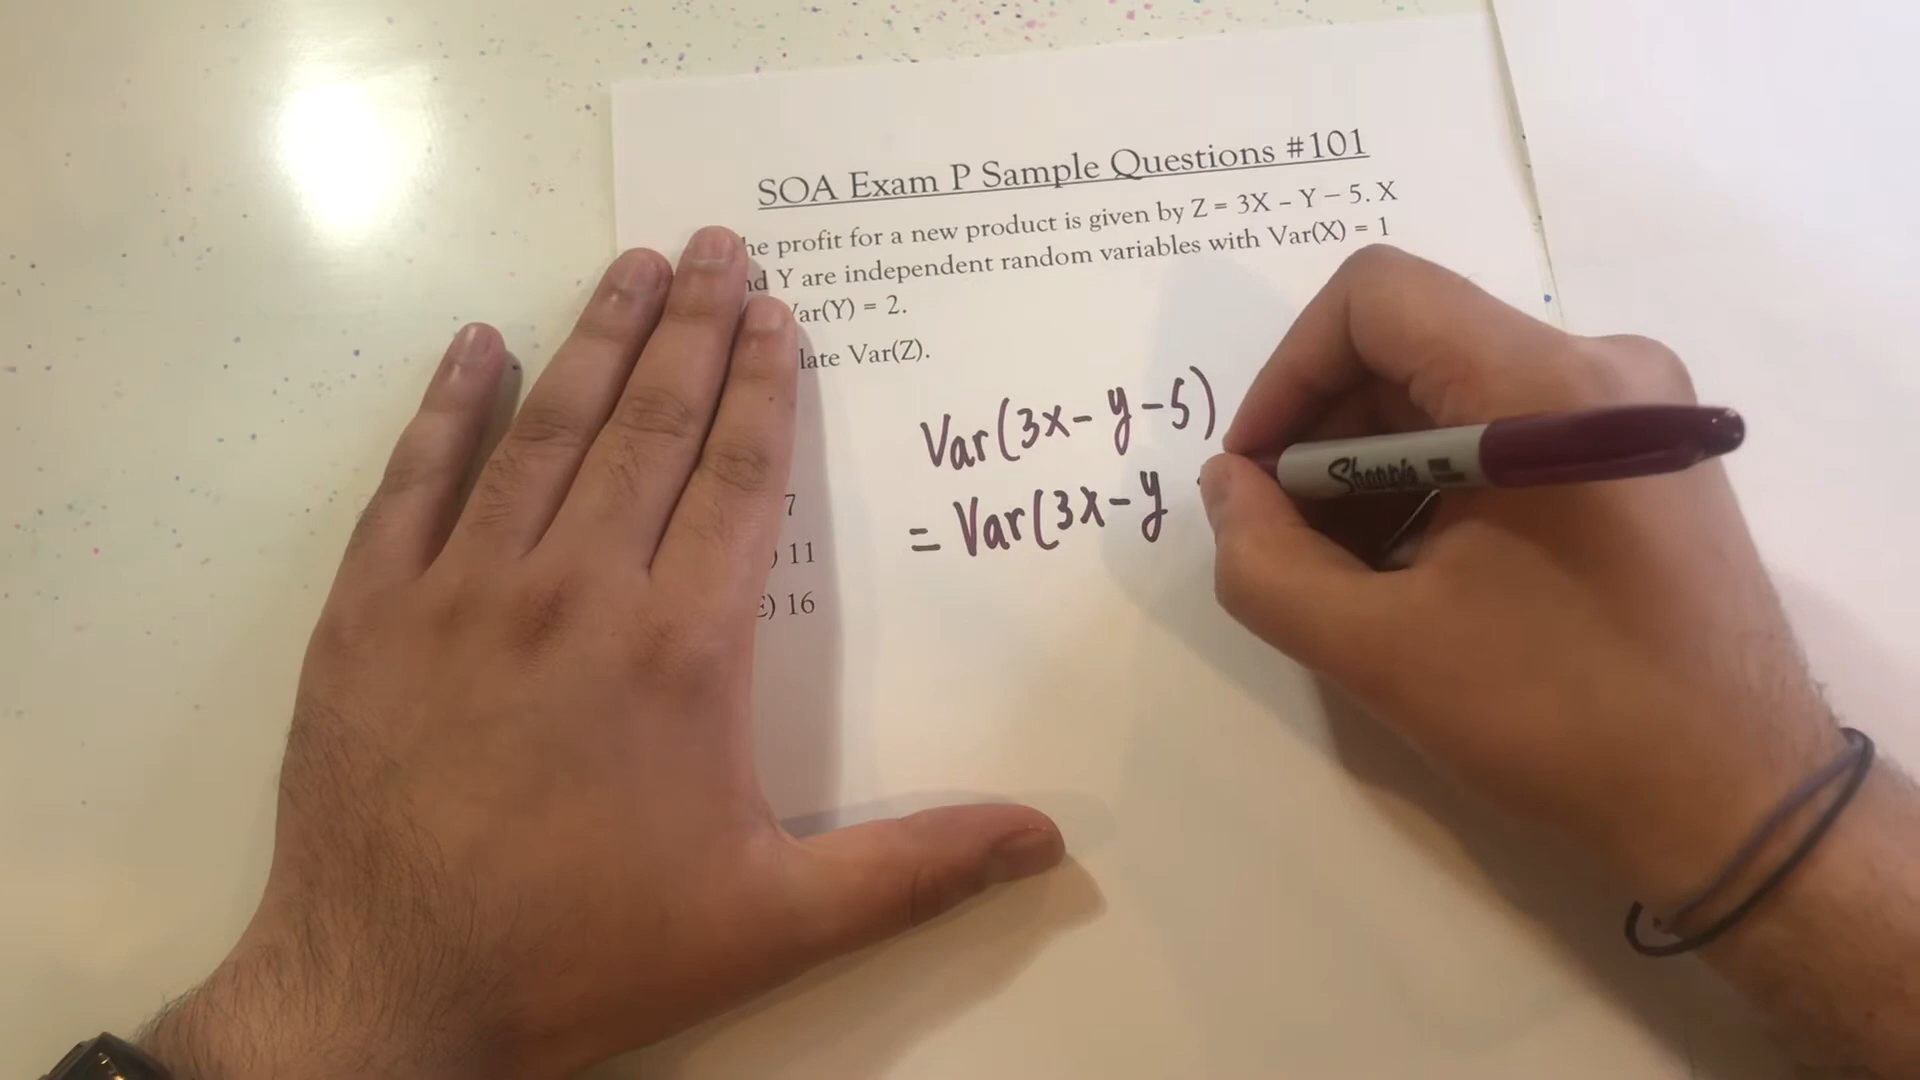 SOA Exam P Sample Questions #101
he profit for a new product is given by Z = 3X – Y – 5. X
nd Y are independent random variables with Var(X) = 1
Var(Y) = 2.
late Var(Z).
Var(3x-y-5)
= Var(3x-y
7
) 11
E) 16
Sharpie